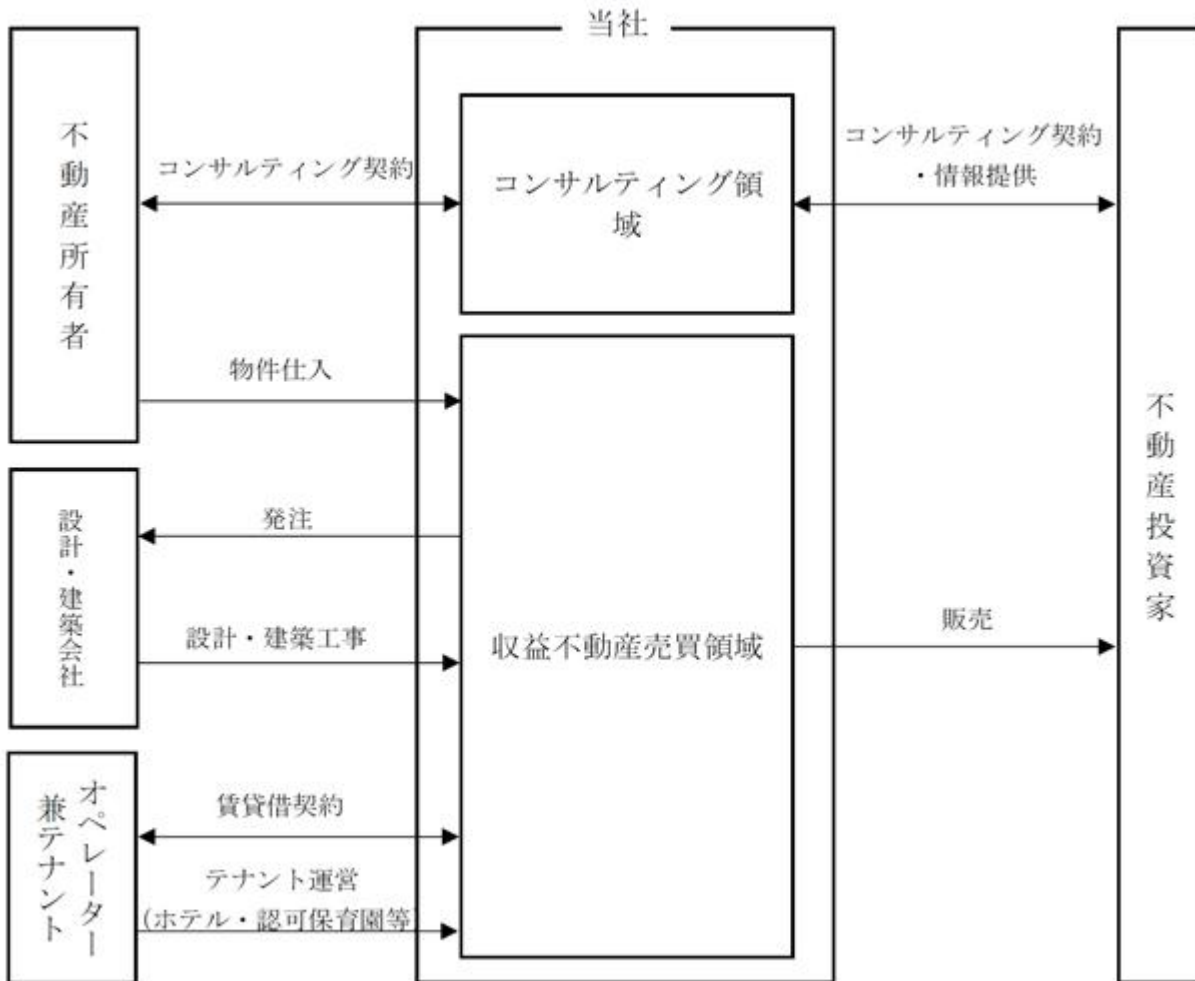 当社
不動産所有者
コンサルティング契約
コンサルティング領
域
コンサルティング契約
・情報提供
物件仕入
不動産投資家
設計・建築会社
発注
設計・建築工事
収益不動産売買領域
販売
オペレーター
兼テナント
賃貸借契約
テナント運営
(ホテル・認可保育園等)